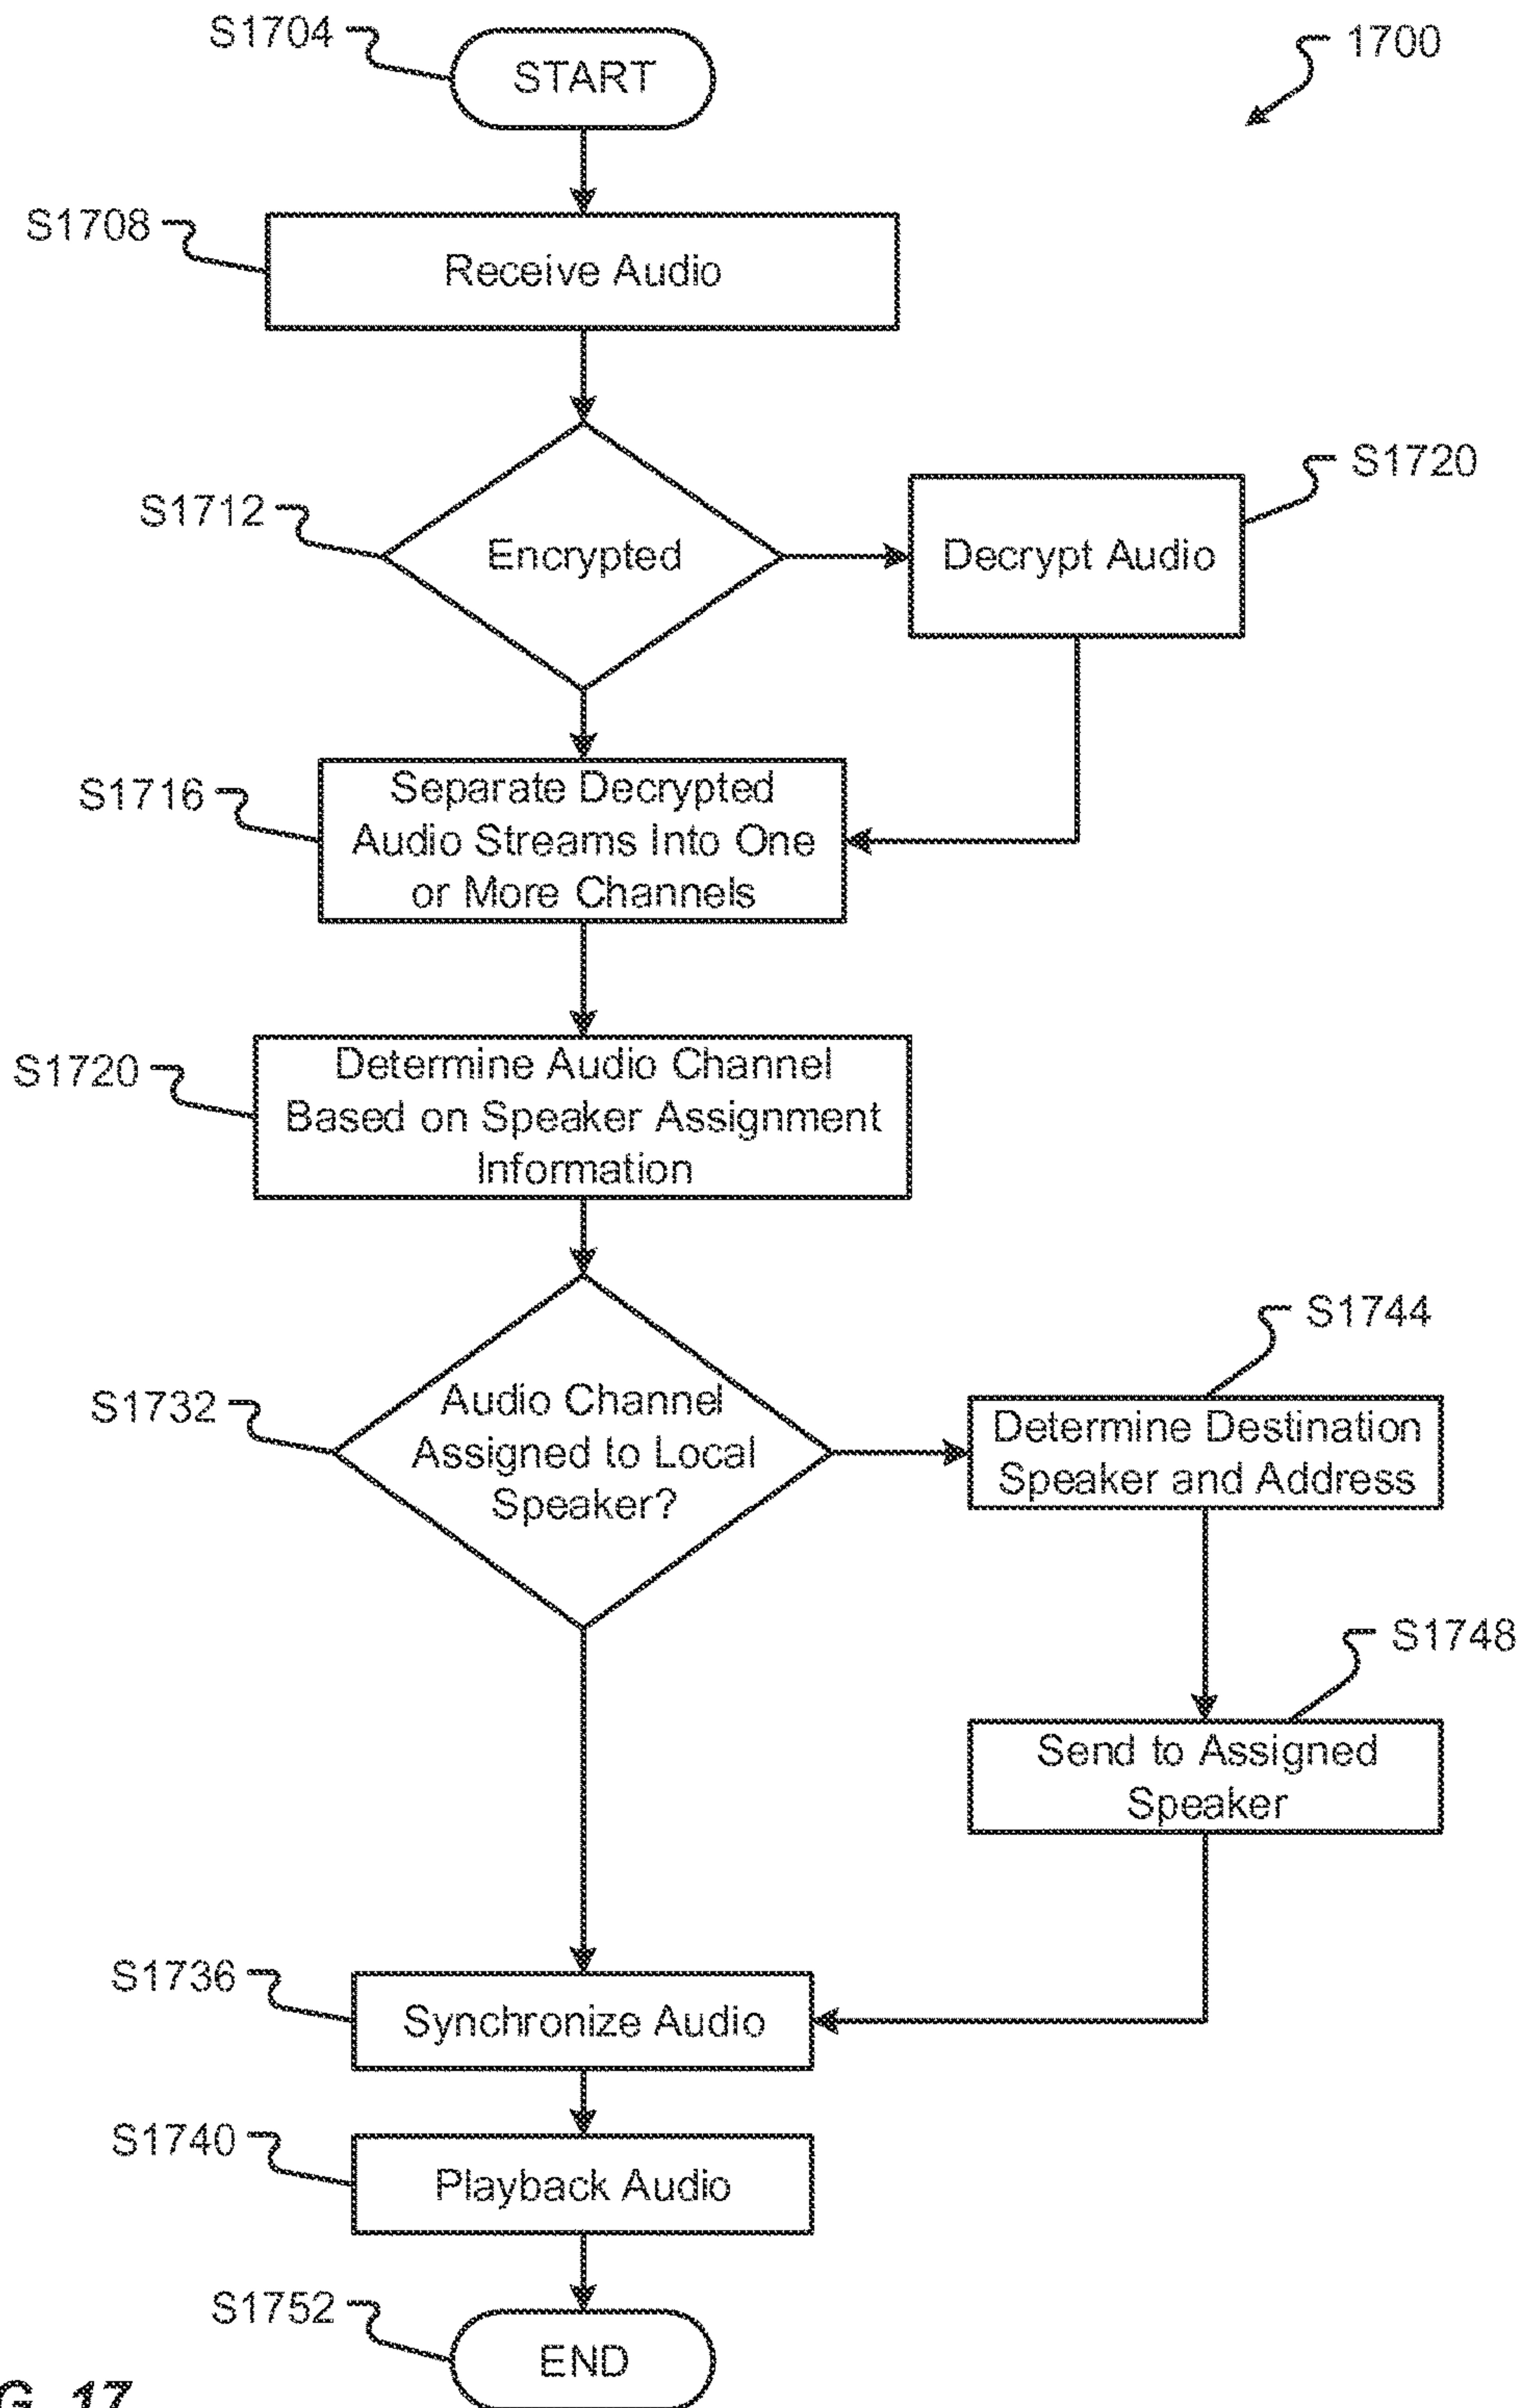 S1704
START
1700
S1708
Receive Audio
S1712
Encrypted
S1720
Decrypt Audio
S1716
Separate Decrypted
Audio Streams Into One
or More Channels
S1720
Determine Audio Channel
Based on Speaker Assignment
Information
S1732
Audio Channel
Assigned to Local
Speaker?
S1744
Determine Destination
Speaker and Address
S1748
Send to Assigned
Speaker
S1736
Synchronize Audio
S1740
Playback Audio
S1752
END
G. 17